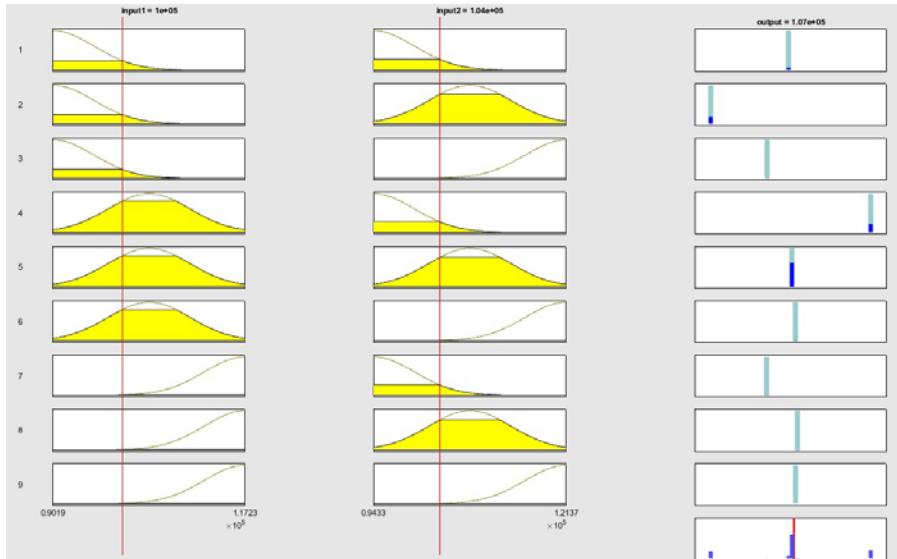 input1 = 1e+05
input2 = 1.04e+05
output = 1.07e+05
1
2
3
4
5
6
7
8
9
0.9019 1.1723 0.9433 1.2137
×10⁵ ×10⁵